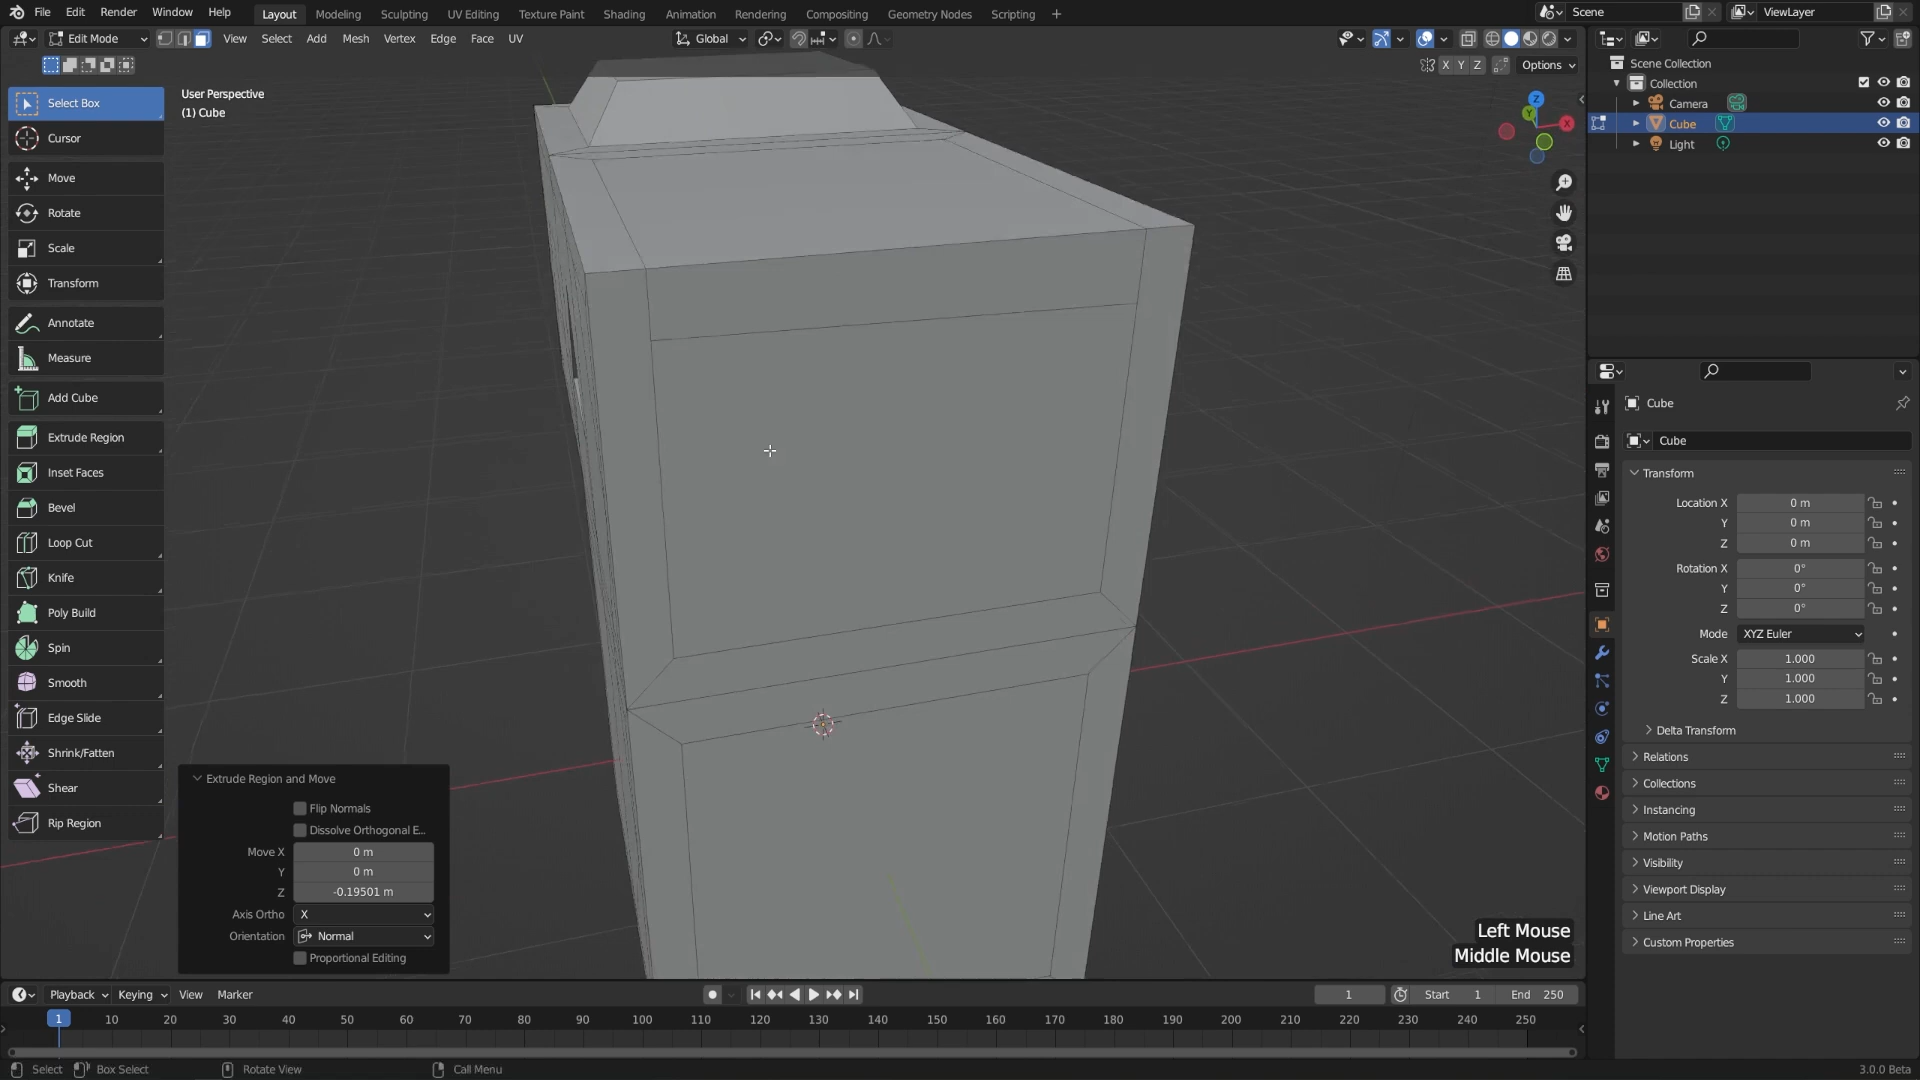 File Edit Render Window Help Layout Modeling Sculpting UV Editing Texture Paint Shading Animation Rendering Compositing Geometry Nodes Scripting + Scene ViewLayer
Edit Mode View Select Add Mesh Vertex Edge Face UV Global
X Y Z Options
User Perspective
(1) Cube
Select Box
Cursor
Move
Rotate
Scale
Transform
Annotate
Measure
Add Cube
Extrude Region
Inset Faces
Bevel
Loop Cut
Knife
Poly Build
Spin
Smooth
Edge Slide
Shrink/Fatten
Shear
Rip Region
Z
Y
X
Extrude Region and Move
Flip Normals
Dissolve Orthogonal E...
Move X 0 m
Y 0 m
Z -0.19501 m
Axis Ortho X
Orientation Normal
Proportional Editing
Left Mouse
Middle Mouse
Scene Collection
Collection
Camera
Cube
Light
Cube
Cube
Transform
Location X 0 m
Y 0 m
Z 0 m
Rotation X 0°
Y 0°
Z 0°
Mode XYZ Euler
Scale X 1.000
Y 1.000
Z 1.000
Delta Transform
Relations
Collections
Instancing
Motion Paths
Visibility
Viewport Display
Line Art
Custom Properties
Playback Keying View Marker 1 Start 1 End 250
1 10 20 30 40 50 60 70 80 90 100 110 120 130 140 150 160 170 180 190 200 210 220 230 240 250
Select Box Select Rotate View Call Menu 3.0.0 Beta